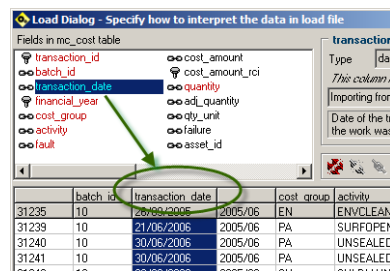 Load Dialog - Specify how to interpret the data in load file
Fields in mc_cost table
transaction_id
batch_id
transaction_date
financial_year
cost_group
activity
fault
cost_amount
cost_amount_rci
quantity
adj_quantity
qty_unit
failure
asset_id
transaction
Type
This column
Importing from
Date of the
the work was
batch_id transaction_date cost_group activity
31235 10 28/09/2005 2005/06 EN ENVCLEAN
31239 10 21/06/2006 2005/06 PA SURFOPEN
31240 10 30/06/2006 2005/06 PA UNSEALED
31241 10 30/06/2006 2005/06 PA UNSEALED